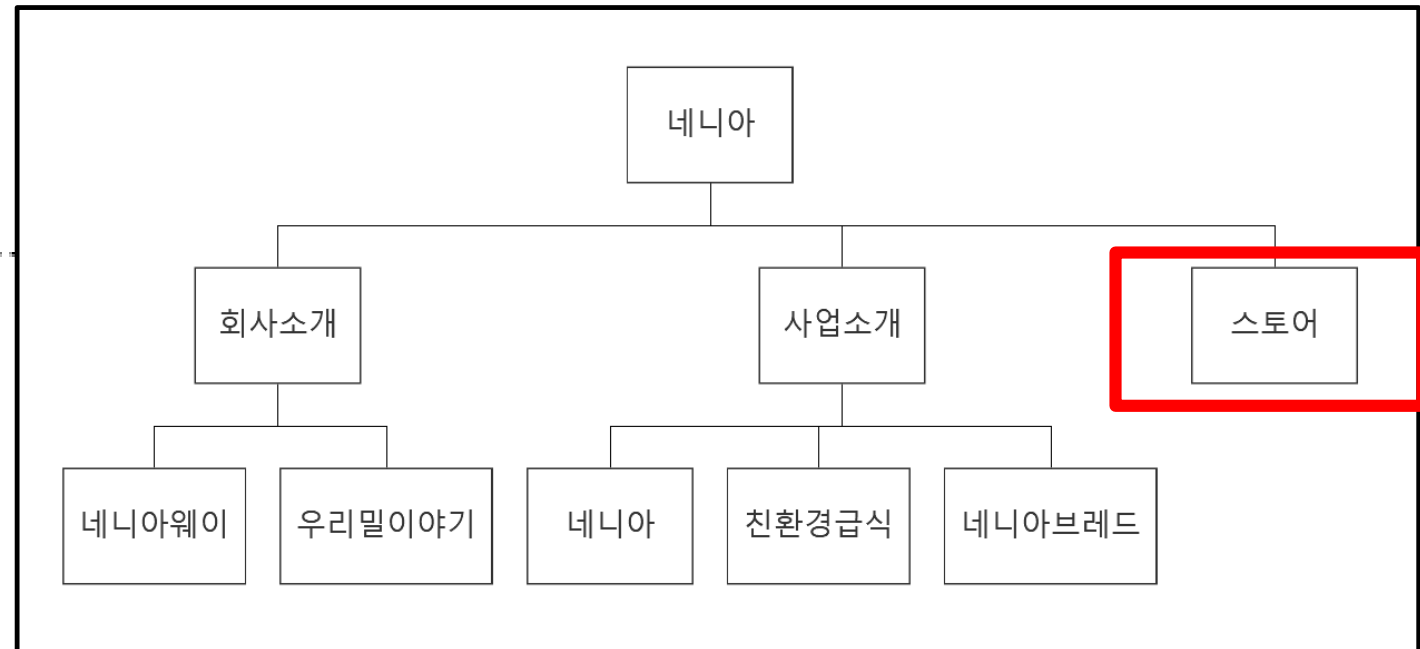 네니아
회사소개
사업소개
스토어
네니아웨이
우리밀이야기
네니아
친환경급식
네니아브레드